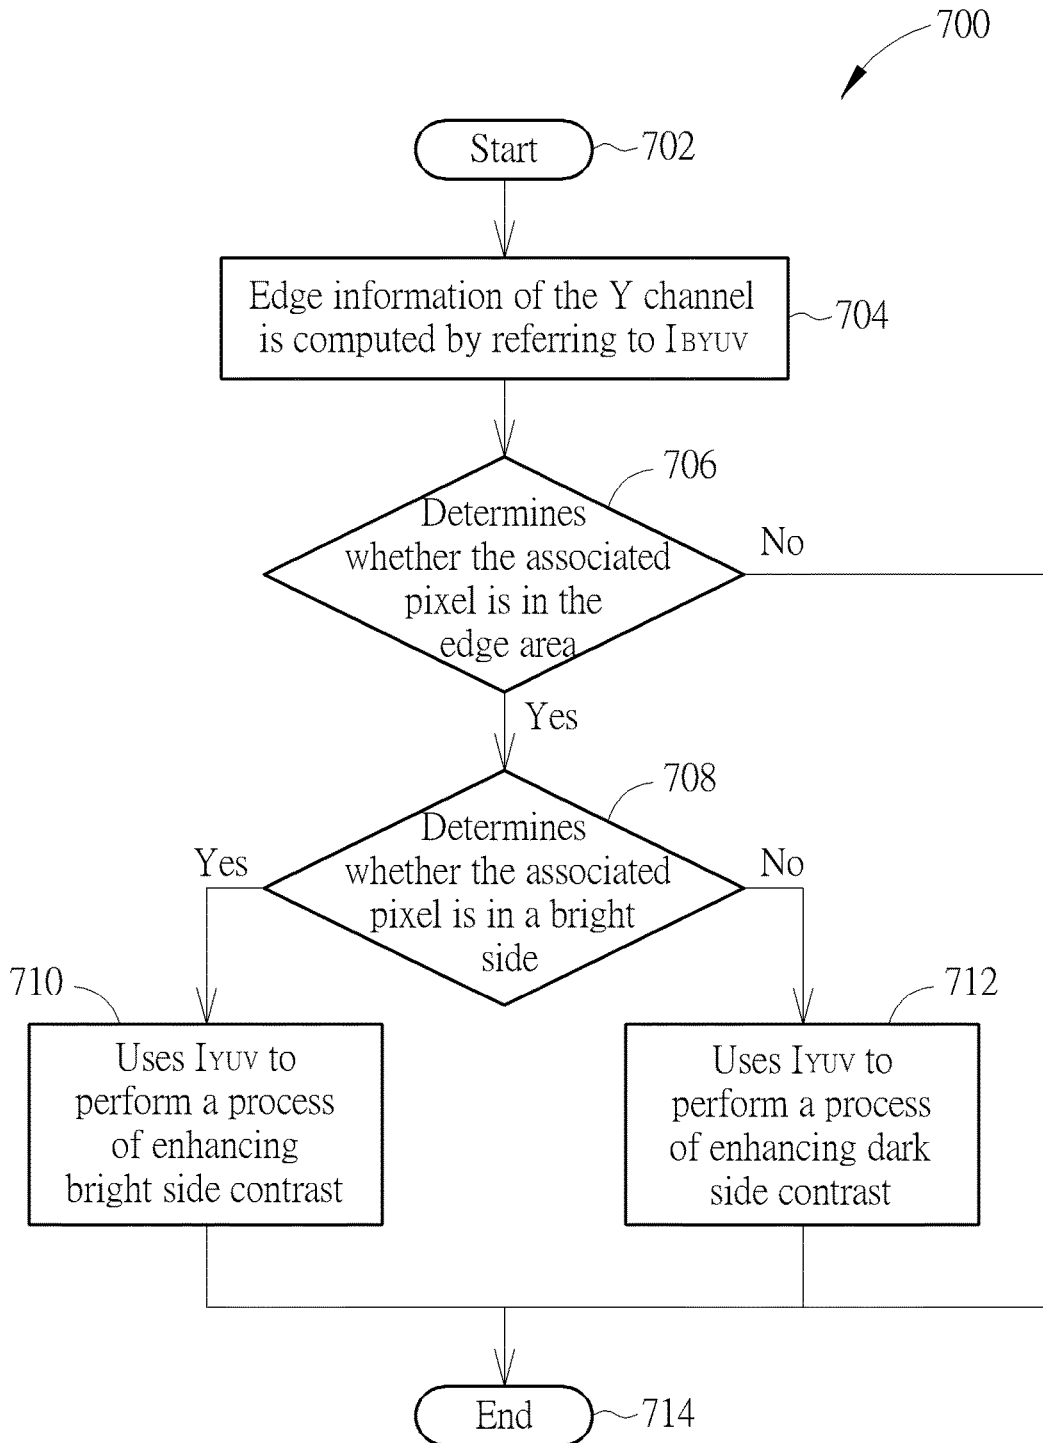 700
Start
702
Edge information of the Y channel
is computed by referring to IBYUV
704
706
Determines
whether the associated
pixel is in the
edge area
No
Yes
708
Determines
whether the associated
pixel is in a bright
side
Yes
No
710
Uses IYUV to
perform a process
of enhancing
bright side contrast
712
Uses IYUV to
perform a process
of enhancing dark
side contrast
End
714